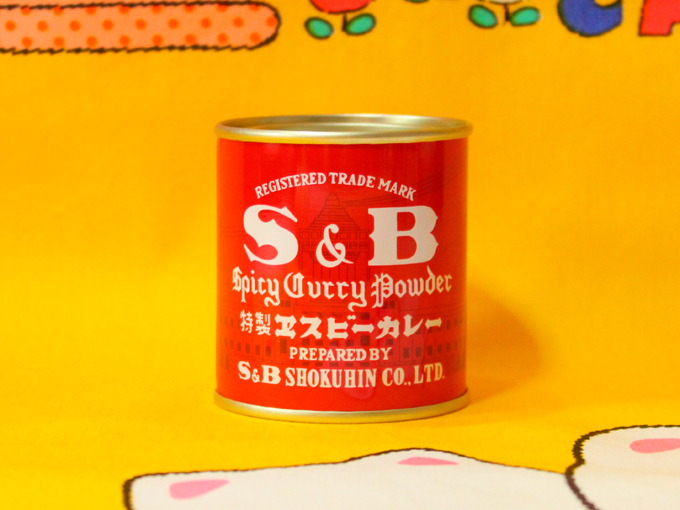 REGISTERED TRADE MARK
S & B
Spicy Curry Powder
特製 ヱスビーカレー
PREPARED BY
S&B SHOKUHIN CO., LTD.